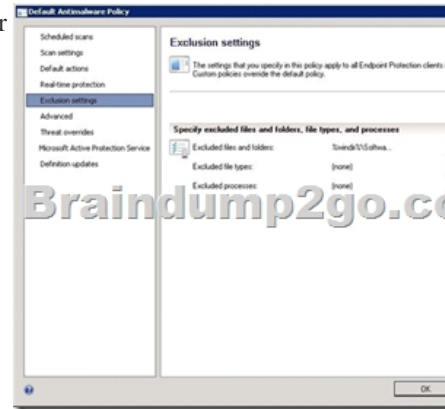 r
Default Antimalware Policy
Scheduled scans
Scan settings
Default actions
Real-time protection
Exclusion settings
Advanced
Threat overrides
Microsoft Active Protection Service
Definition updates
Exclusion settings
The settings that you specify in this policy apply to all Endpoint Protection clients
Custom policies override the default policy.
Specify excluded files and folders, file types, and processes
Excluded files and folders:
Excluded file types: (none)
Excluded processes: (none)
Braindump2go.co
OK